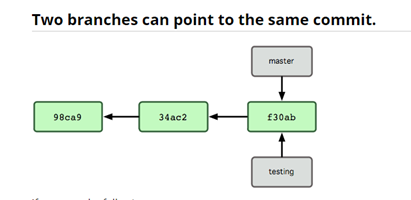 Two branches can point to the same commit.
master
98ca9 34ac2 f30ab
testing